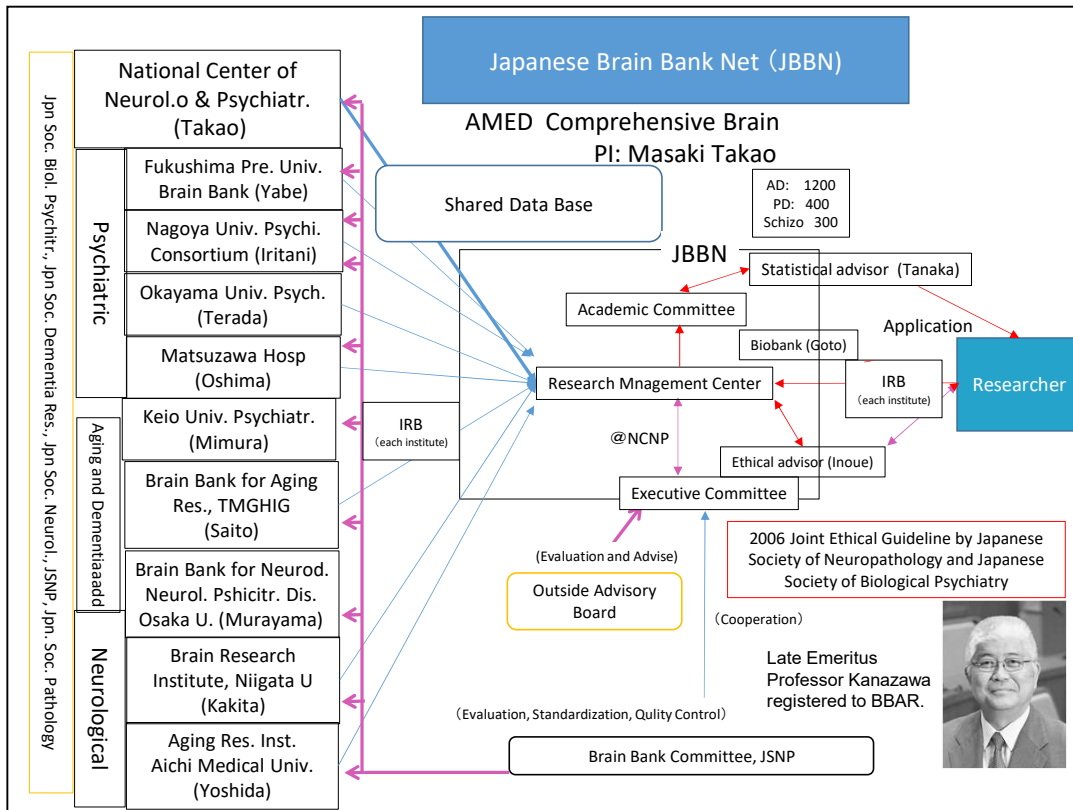 Japanese Brain Bank Net（JBBN）
AMED Comprehensive Brain
PI: Masaki Takao
Jpn Soc. Biol. Psychitr., Jpn Soc. Dementia Res., Jpn Soc. Neurol., JSNP, Jpn. Soc. Pathology
National Center of
Neurol.o & Psychiatr.
(Takao)
Psychiatric
Fukushima Pre. Univ.
Brain Bank (Yabe)
Nagoya Univ. Psychi.
Consortium (Iritani)
Okayama Univ. Psych.
(Terada)
Matsuzawa Hosp
(Oshima)
Aging and Dementiaaadd
Keio Univ. Psychiatr.
(Mimura)
Brain Bank for Aging
Res., TMGHIG
(Saito)
Brain Bank for Neurod.
Neurol. Pshicitr. Dis.
Osaka U. (Murayama)
Neurological
Brain Research
Institute, Niigata U
(Kakita)
Aging Res. Inst.
Aichi Medical Univ.
(Yoshida)
Shared Data Base
AD: 1200
PD: 400
Schizo 300
JBBN
Statistical advisor (Tanaka)
Academic Committee
Application
Biobank (Goto)
Research Mnagement Center
IRB
（each institute）
Researcher
IRB
（each institute）
@NCNP
Ethical advisor (Inoue)
Executive Committee
(Evaluation and Advise)
Outside Advisory
Board
2006 Joint Ethical Guideline by Japanese
Society of Neuropathology and Japanese
Society of Biological Psychiatry
（Cooperation）
Late Emeritus
Professor Kanazawa
registered to BBAR.
（Evaluation, Standardization, Qulity Control）
Brain Bank Committee, JSNP